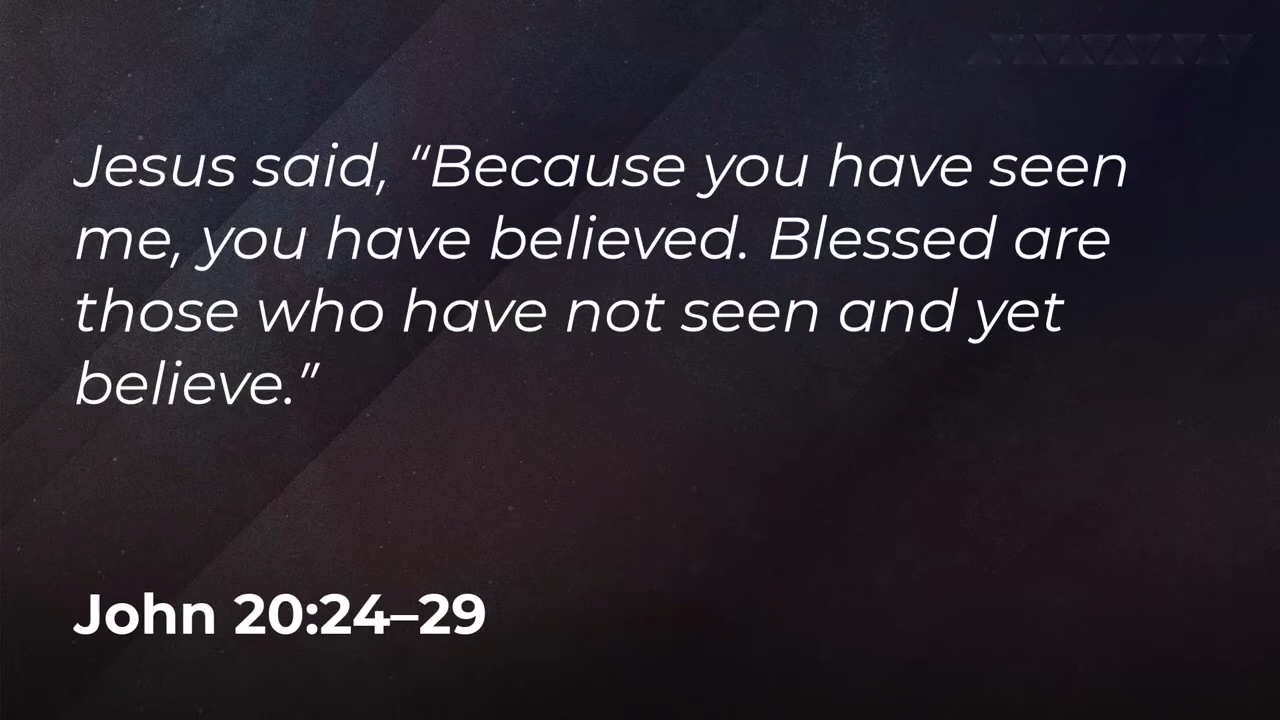 Jesus said, “Because you have seen
me, you have believed. Blessed are
those who have not seen and yet
believe.”
John 20:24–29